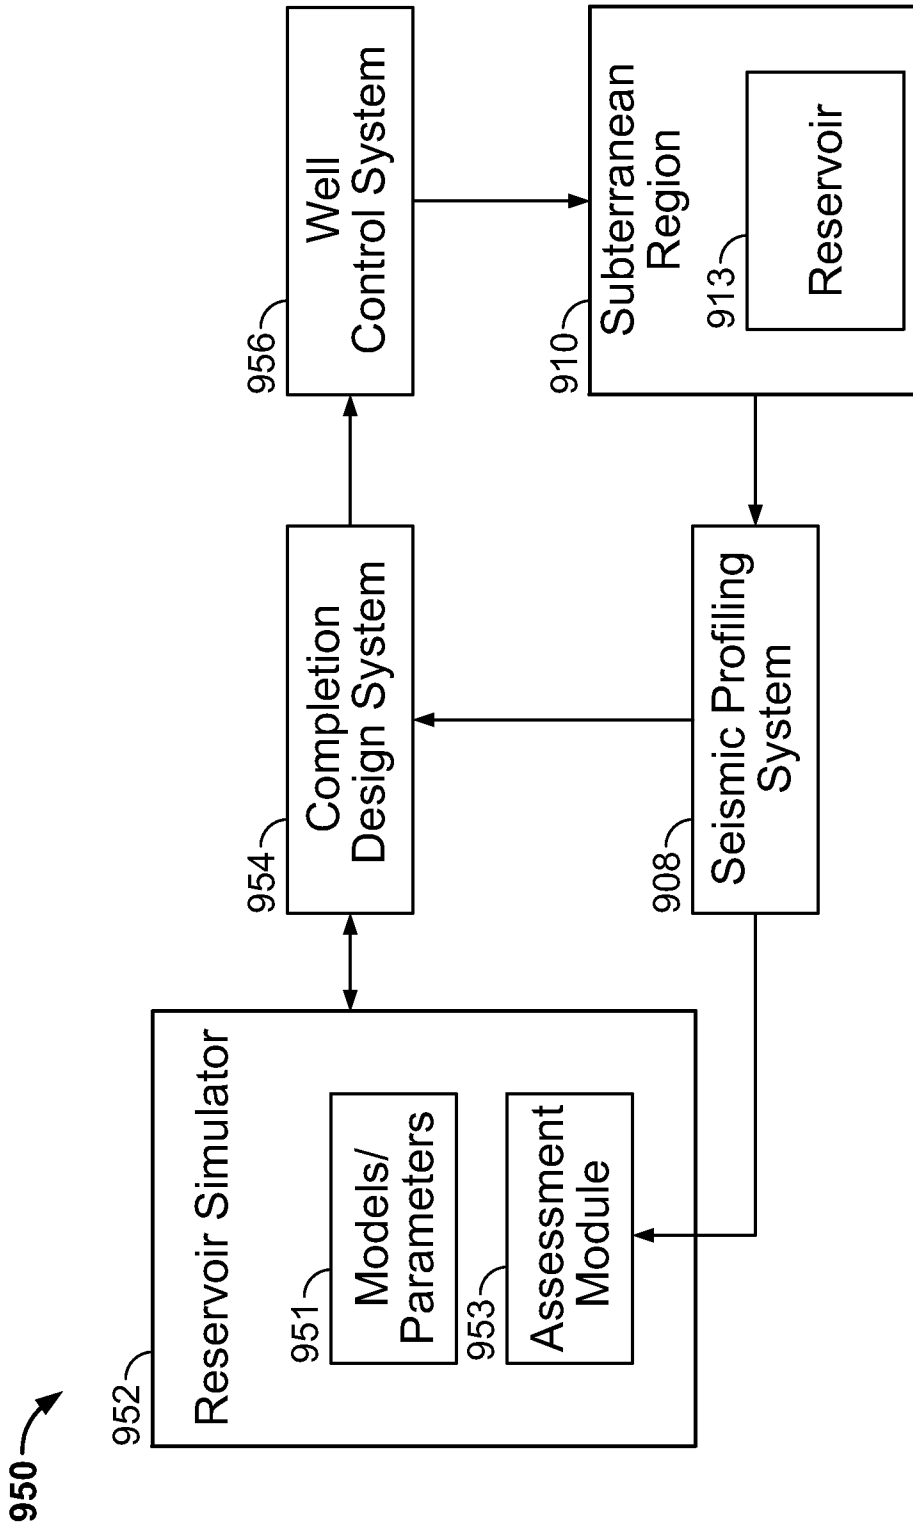 950
952
Reservoir Simulator
951
Models/
Parameters
953
Assessment
Module
954
Completion
Design System
956
Well
Control System
908
Seismic Profiling
System
910
Subterranean
Region
913
Reservoir